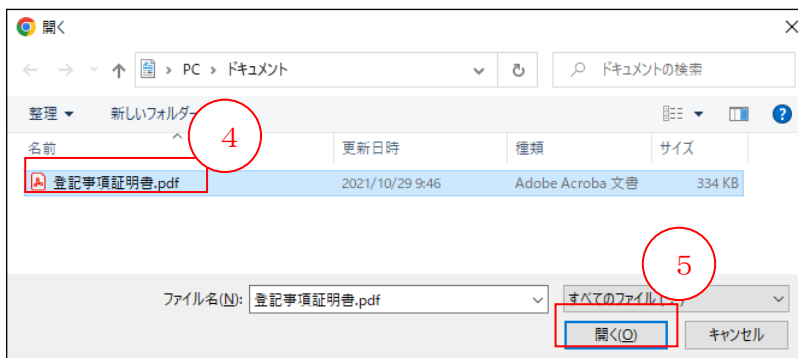 開く
PC › ドキュメント
ドキュメントの検索
整理 新しいフォルダー
4
名前 更新日時 種類 サイズ
登記事項証明書.pdf 2021/10/29 9:46 Adobe Acroba 文書 334 KB
5
ファイル名(N): 登記事項証明書.pdf すべてのファイル
開く(O) キャンセル